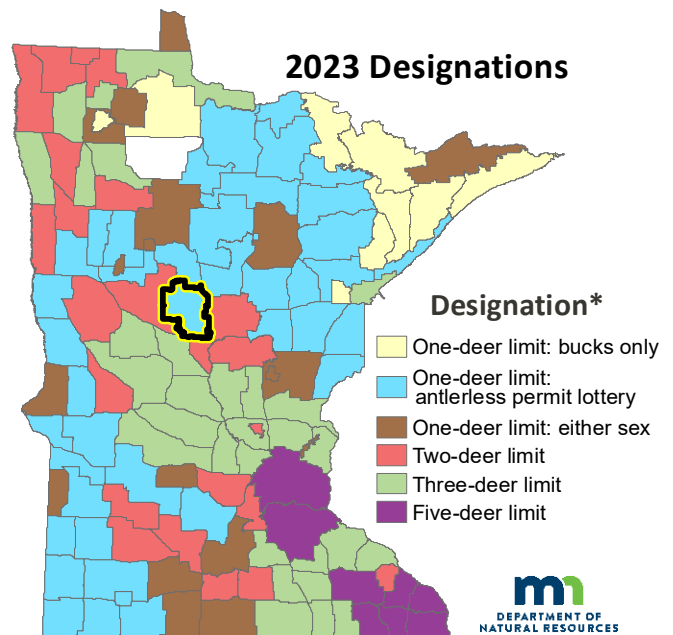 2023 Designations
Designation*
One-deer limit: bucks only
One-deer limit:
antlerless permit lottery
One-deer limit: either sex
Two-deer limit
Three-deer limit
Five-deer limit
mn
DEPARTMENT OF
NATURAL RESOURCES